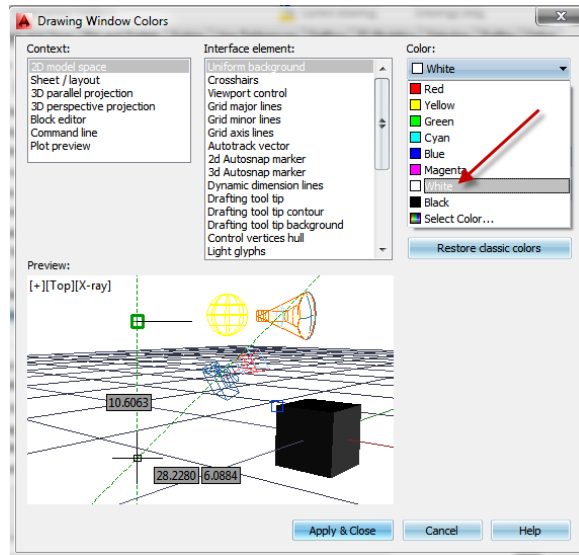 Drawing Window Colors
Context:
2D model space
Sheet / layout
3D parallel projection
3D perspective projection
Block editor
Command line
Plot preview
Interface element:
Uniform background
Crosshairs
Viewport control
Grid major lines
Grid minor lines
Grid axis lines
Autotrack vector
2d Autosnap marker
3d Autosnap marker
Dynamic dimension lines
Drafting tool tip
Drafting tool tip contour
Drafting tool tip background
Control vertices hull
Light glyphs
Color:
White
Red
Yellow
Green
Cyan
Blue
Magenta
White
Black
Select Color...
Restore classic colors
Preview:
[+][Top][X-ray]
10.6063
28.2280 6.0884
Apply & Close
Cancel
Help